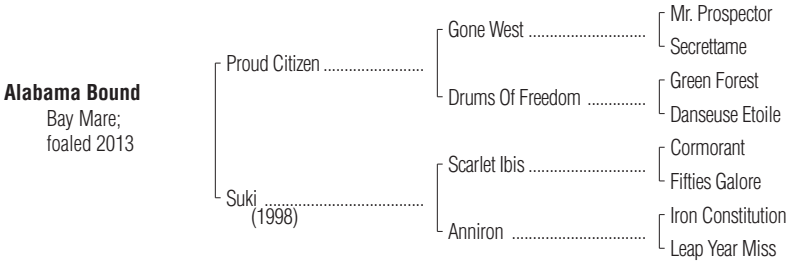 Mr. Prospector
Gone West ..............................
Secrettame
Proud Citizen ..........................
Green Forest
Drums Of Freedom ...............
Danseuse Etoile
Alabama Bound
Bay Mare;
foaled 2013
Cormorant
Scarlet Ibis ..............................
Fifties Galore
Suki .........................................
(1998)
Iron Constitution
Anniron ...................................
Leap Year Miss